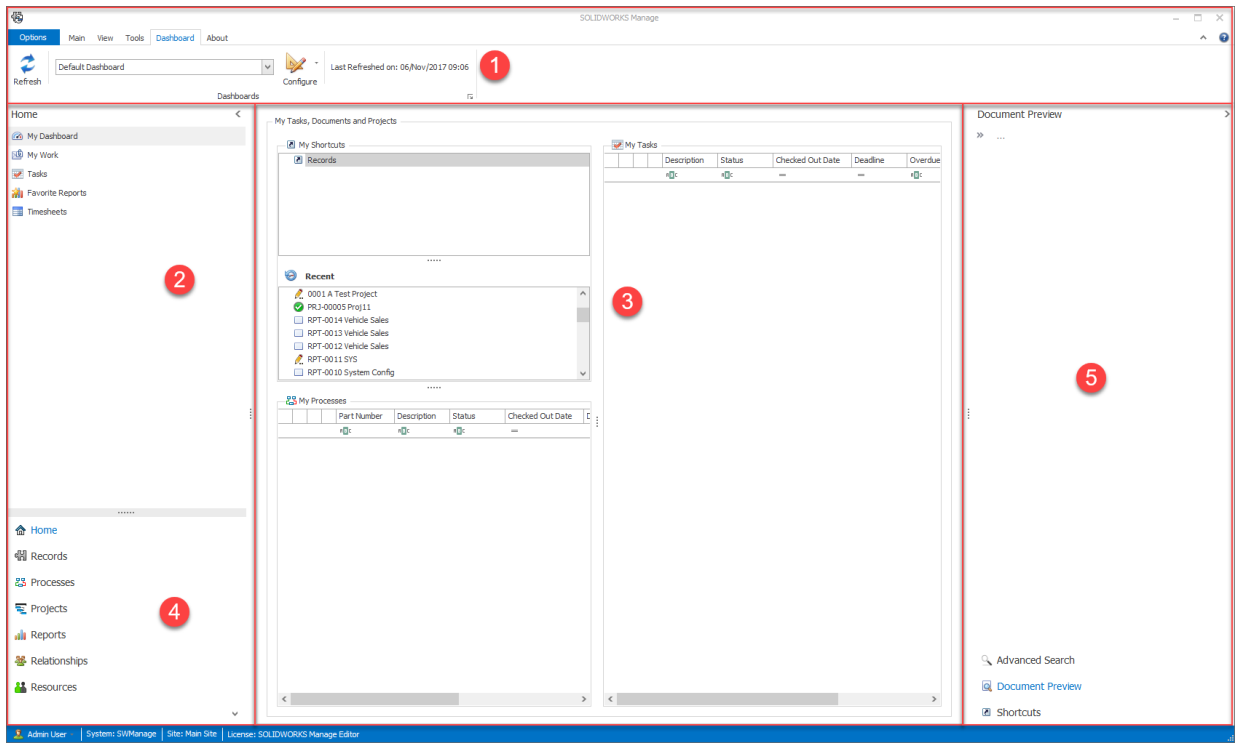 SOLIDWORKS Manage
Options Main View Tools Dashboard About
Refresh Default Dashboard Configure Last Refreshed on: 06/Nov/2017 09:06 1
Dashboards
Home
My Dashboard
My Work
Tasks
Favorite Reports
Timesheets
2
Home
Records
Processes
Projects
4
Reports
Relationships
Resources
My Tasks, Documents and Projects
My Shortcuts
Records
Recent
0001 A Test Project
PRJ-00005 Proj11
RPT-0014 Vehicle Sales
RPT-0013 Vehicle Sales
RPT-0012 Vehicle Sales
RPT-0011 SYS
RPT-0010 System Config
My Processes
Part Number Description Status Checked Out Date D
My Tasks
Description Status Checked Out Date Deadline Overdue
3
Document Preview
...
5
Advanced Search
Document Preview
Shortcuts
Admin User System: SWManage Site: Main Site License: SOLIDWORKS Manage Editor